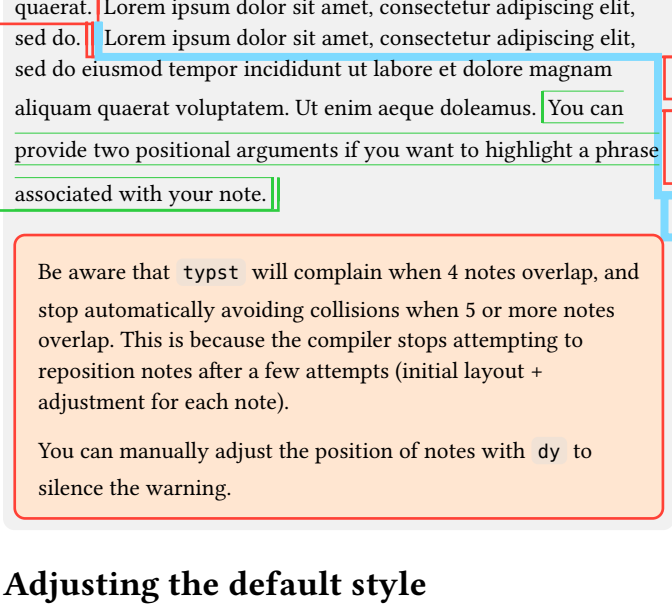 quaerat. Lorem ipsum dolor sit amet, consectetur adipiscing elit,
sed do. Lorem ipsum dolor sit amet, consectetur adipiscing elit,
sed do eiusmod tempor incididunt ut labore et dolore magnam
aliquam quaerat voluptatem. Ut enim aeque doleamus. You can
provide two positional arguments if you want to highlight a phrase
associated with your note.
Be aware that typst will complain when 4 notes overlap, and
stop automatically avoiding collisions when 5 or more notes
overlap. This is because the compiler stops attempting to
reposition notes after a few attempts (initial layout +
adjustment for each note).
You can manually adjust the position of notes with dy to
silence the warning.
Adjusting the default style